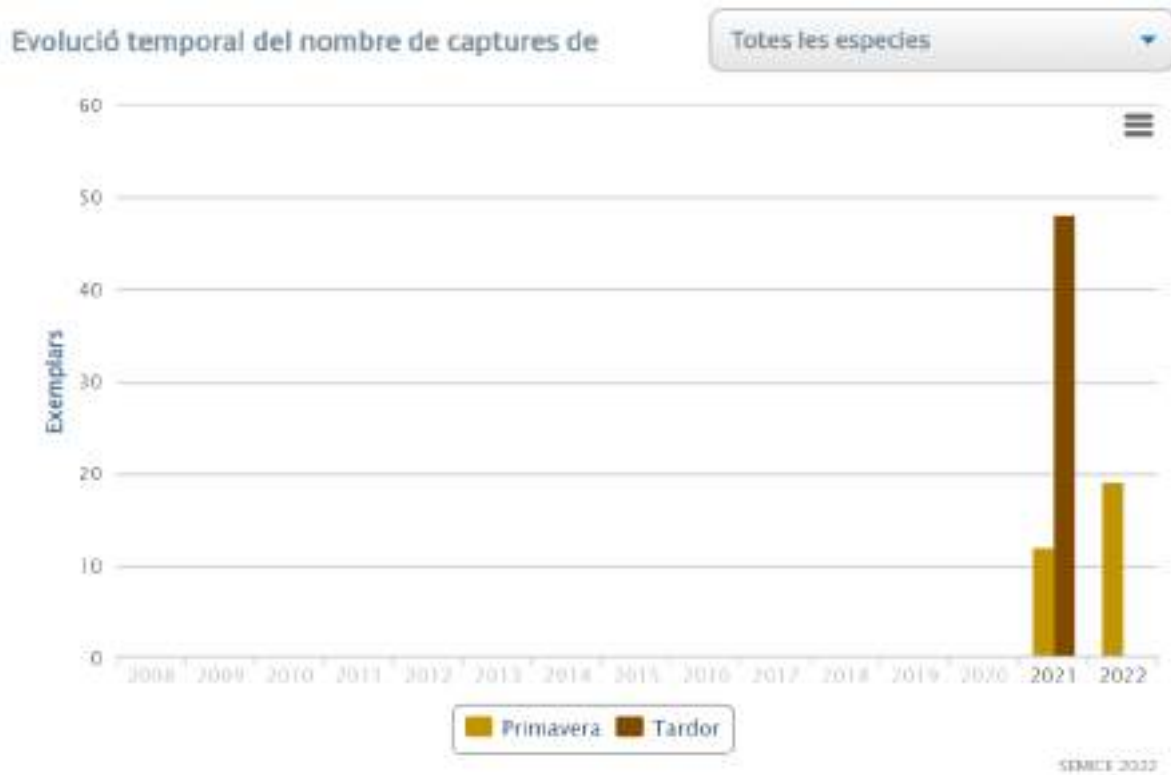 Evolució temporal del nombre de captures de
Totes les especies
60
50
40
30
20
10
0
Exemplars
2008 2009 2010 2011 2012 2013 2014 2015 2016 2017 2018 2019 2020 2021 2022
Primavera Tardor
SEMICE 2022